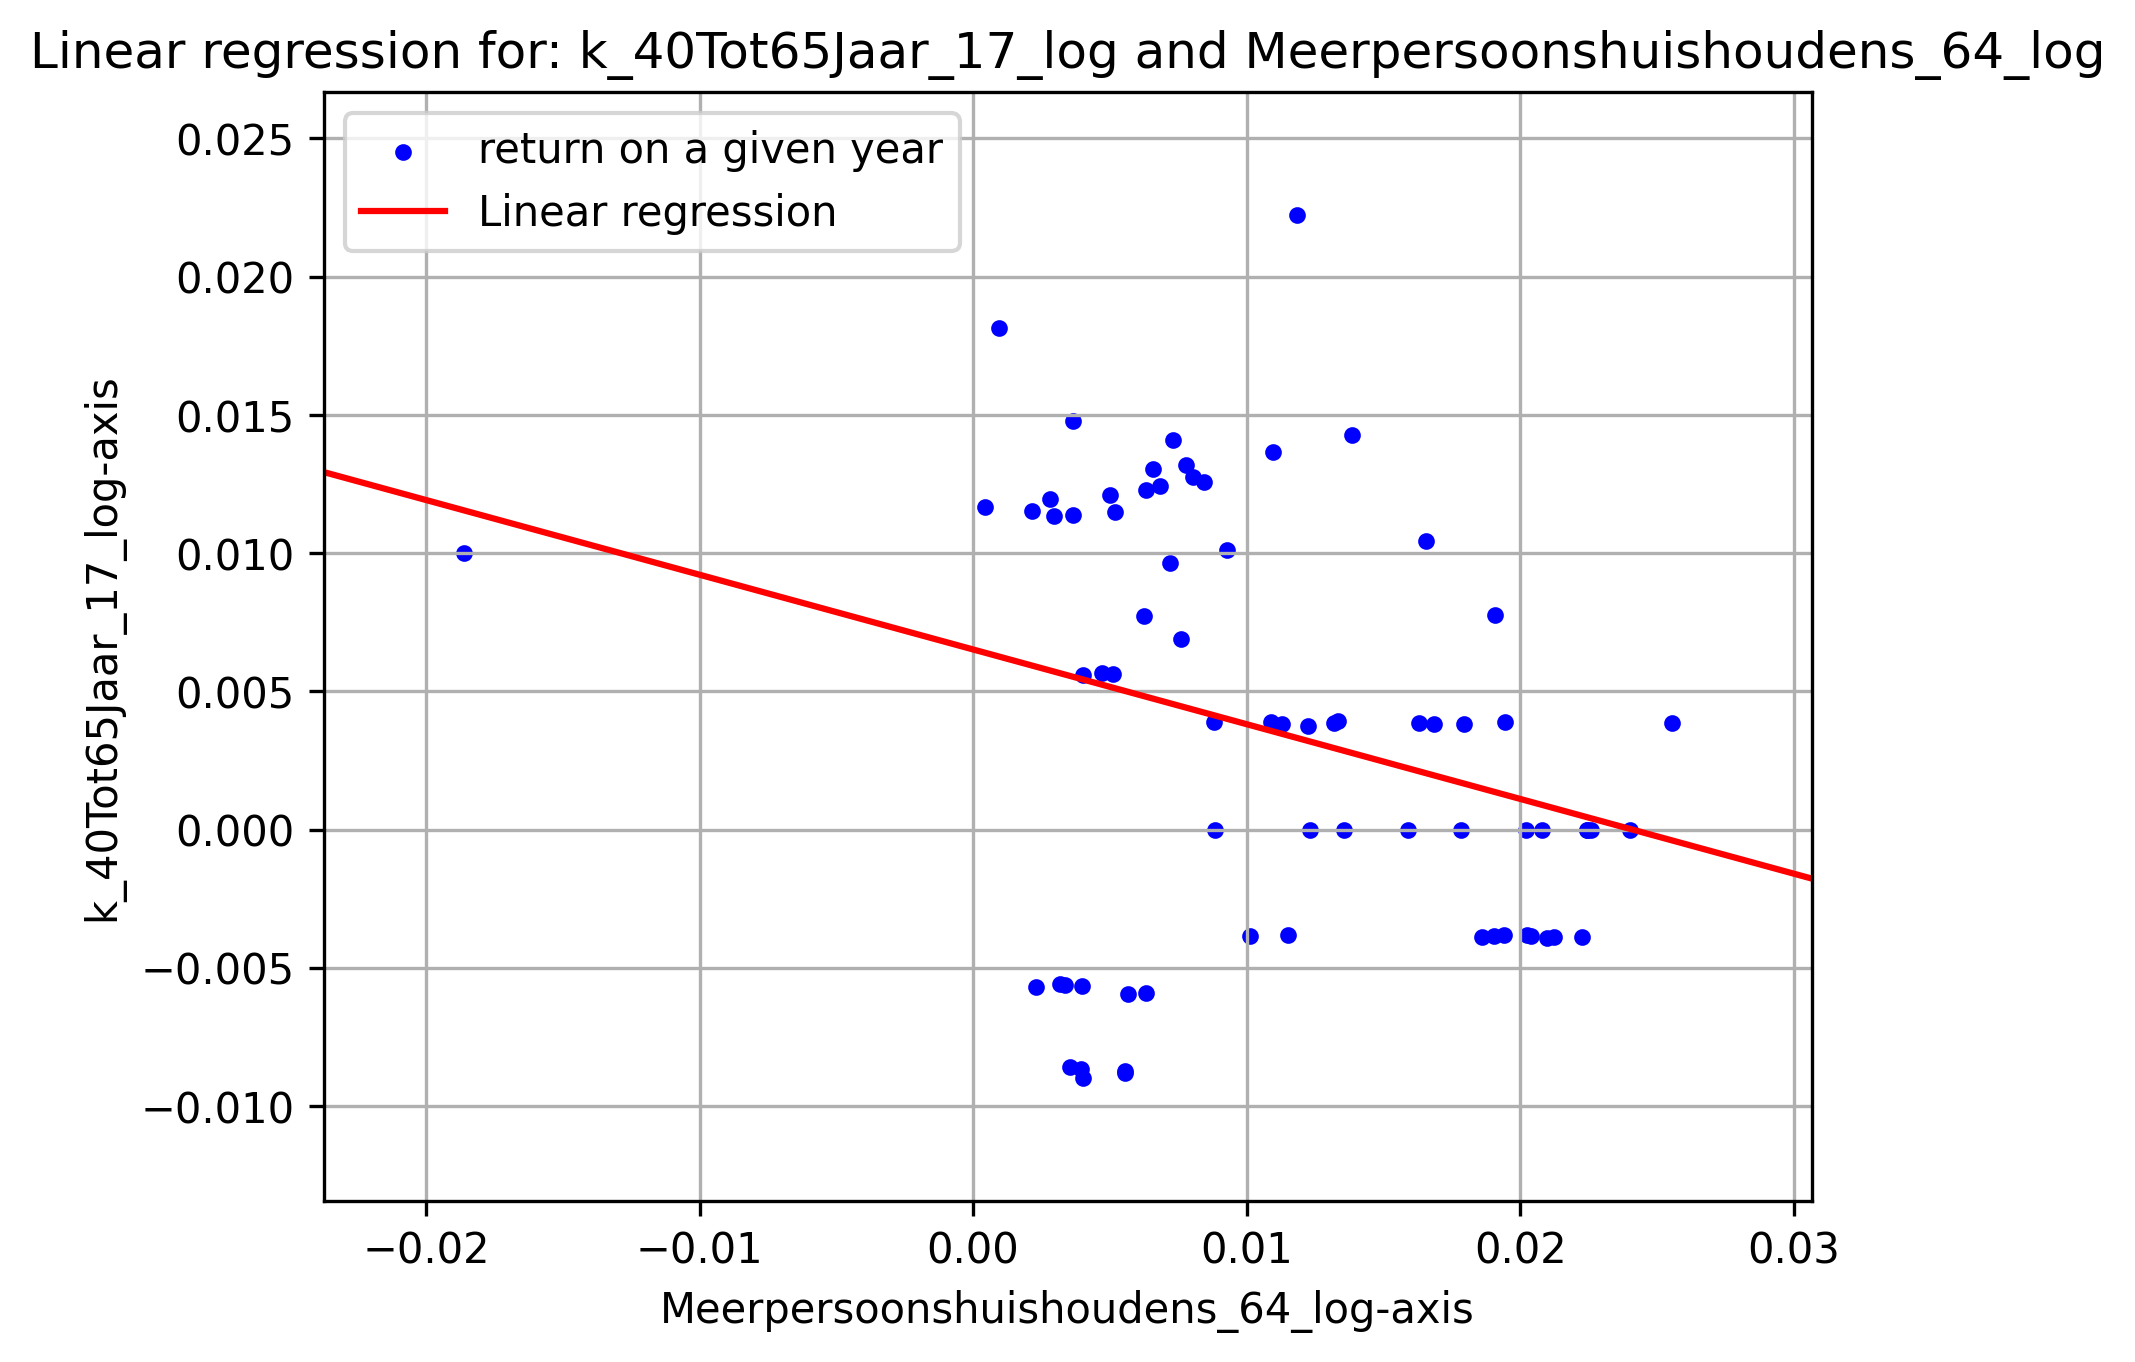 Linear regression for: k_40Tot65Jaar_17_log and Meerpersoonshuishoudens_64_log
return on a given year
Linear regression
k_40Tot65Jaar_17_log-axis
0.025
0.020
0.015
0.010
0.005
0.000
−0.005
−0.010
−0.02
−0.01
0.00
0.01
0.02
0.03
Meerpersoonshuishoudens_64_log-axis